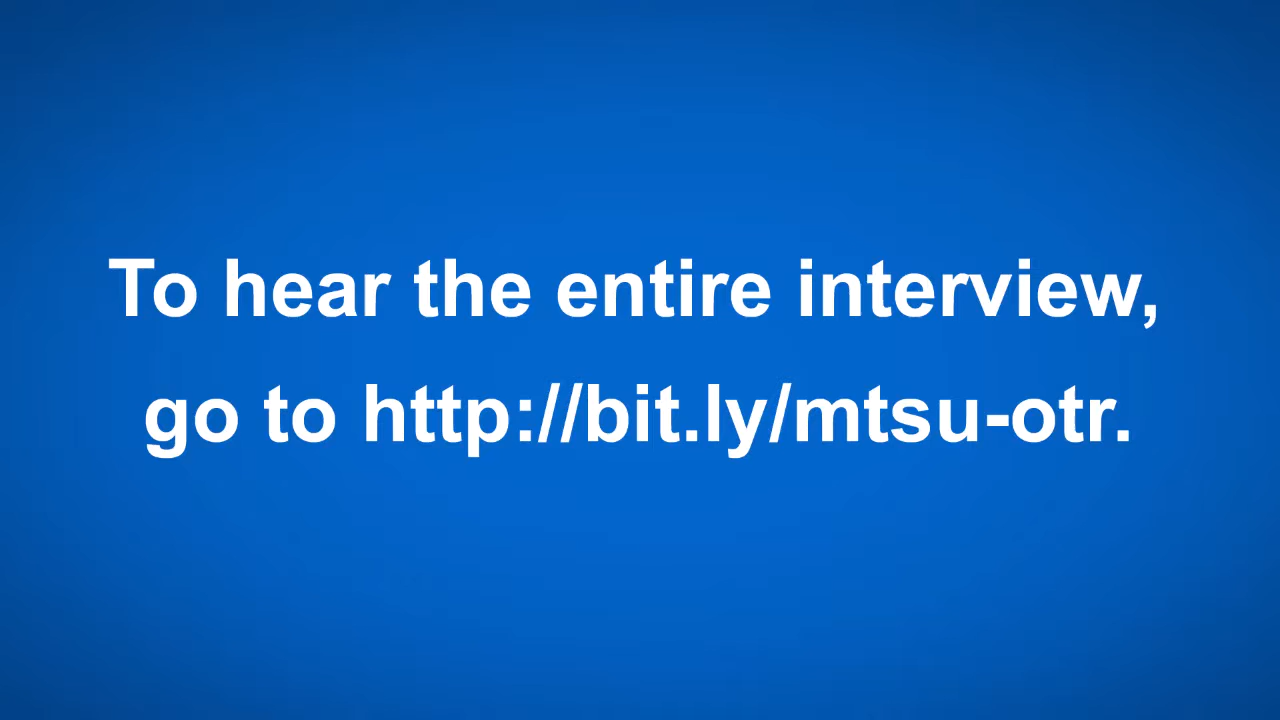 To hear the entire interview,
go to http://bit.ly/mtsu-otr.